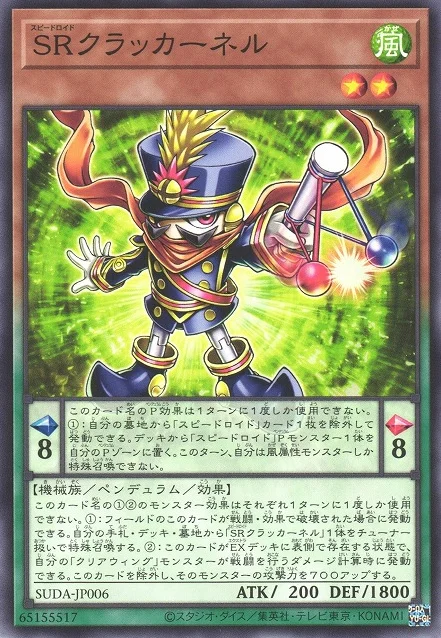 スピードロイド
SRクラッカーネル
かぜ
風
このカード名のP効果は1ターンに1度しか使用できない。
①：自分の墓地から「スピードロイド」カード1枚を除外して
発動できる。デッキから「スピードロイド」Pモンスター1体を
自分のPゾーンに置く。このターン、自分は風属性モンスターしか
特殊召喚できない。
8
8
【機械族／ペンデュラム／効果】
このカード名の①②のモンスター効果はそれぞれ1ターンに1度しか使用
できない。①：フィールドのこのカードが戦闘・効果で破壊された場合に発動
できる。自分の手札・デッキ・墓地から「SRクラッカーネル」1体をチューナー
扱いで特殊召喚する。②：このカードがEXデッキに表側で存在する状態で、
自分の「クリアウィング」モンスターが戦闘を行うダメージ計算時に発動で
きる。このカードを除外し、そのモンスターの攻撃力を700アップする。
SUDA-JP006
ATK/ 200 DEF/1800
65155517
©スタジオ・ダイス／集英社・テレビ東京・KONAMI